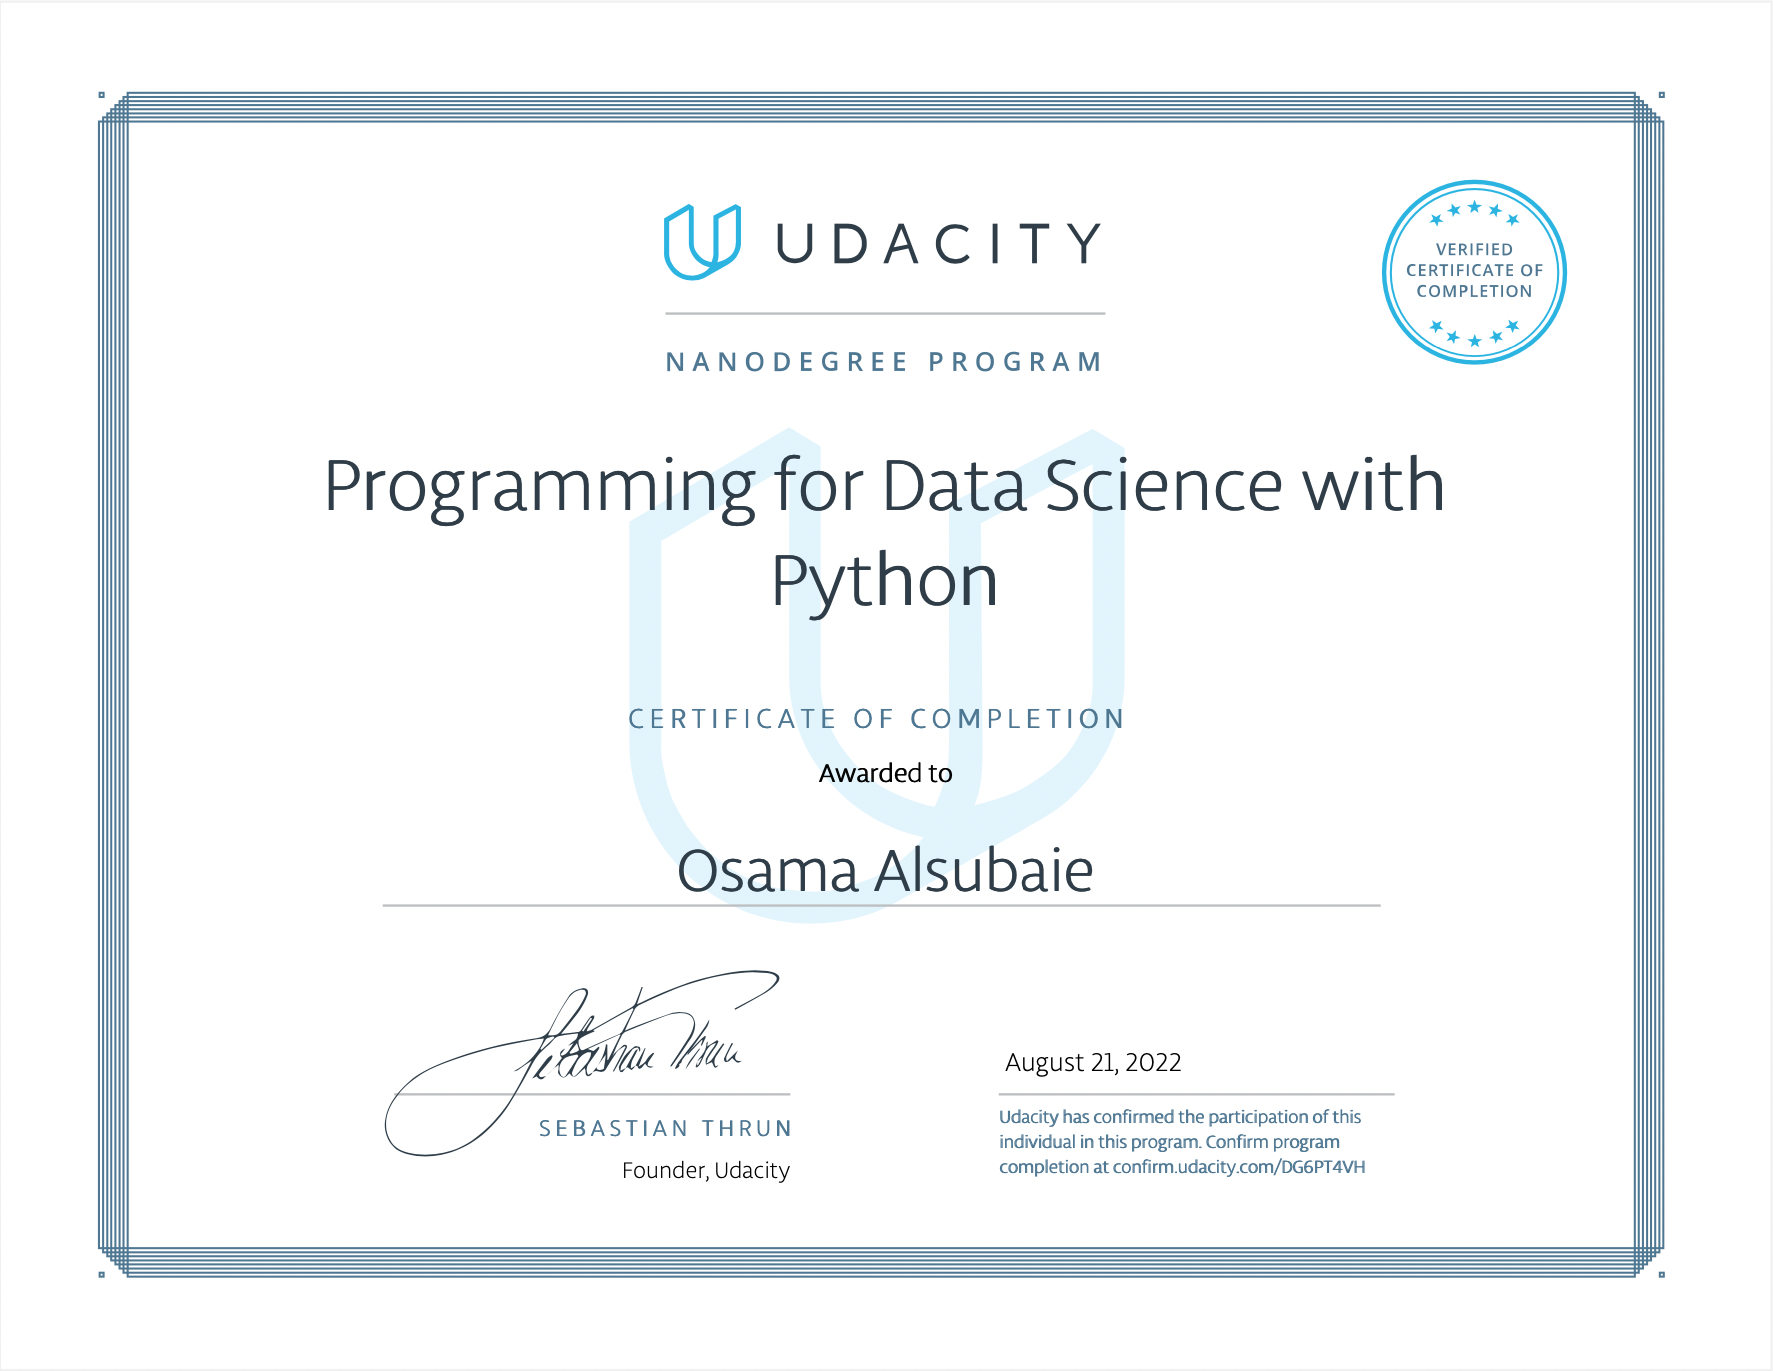 UDACITY
VERIFIED
CERTIFICATE OF
COMPLETION
NANODEGREE PROGRAM
Programming for Data Science with
Python
CERTIFICATE OF COMPLETION
Awarded to
Osama Alsubaie
Sebastian Thrun
SEBASTIAN THRUN
Founder, Udacity
August 21, 2022
Udacity has confirmed the participation of this
individual in this program. Confirm program
completion at confirm.udacity.com/DG6PT4VH